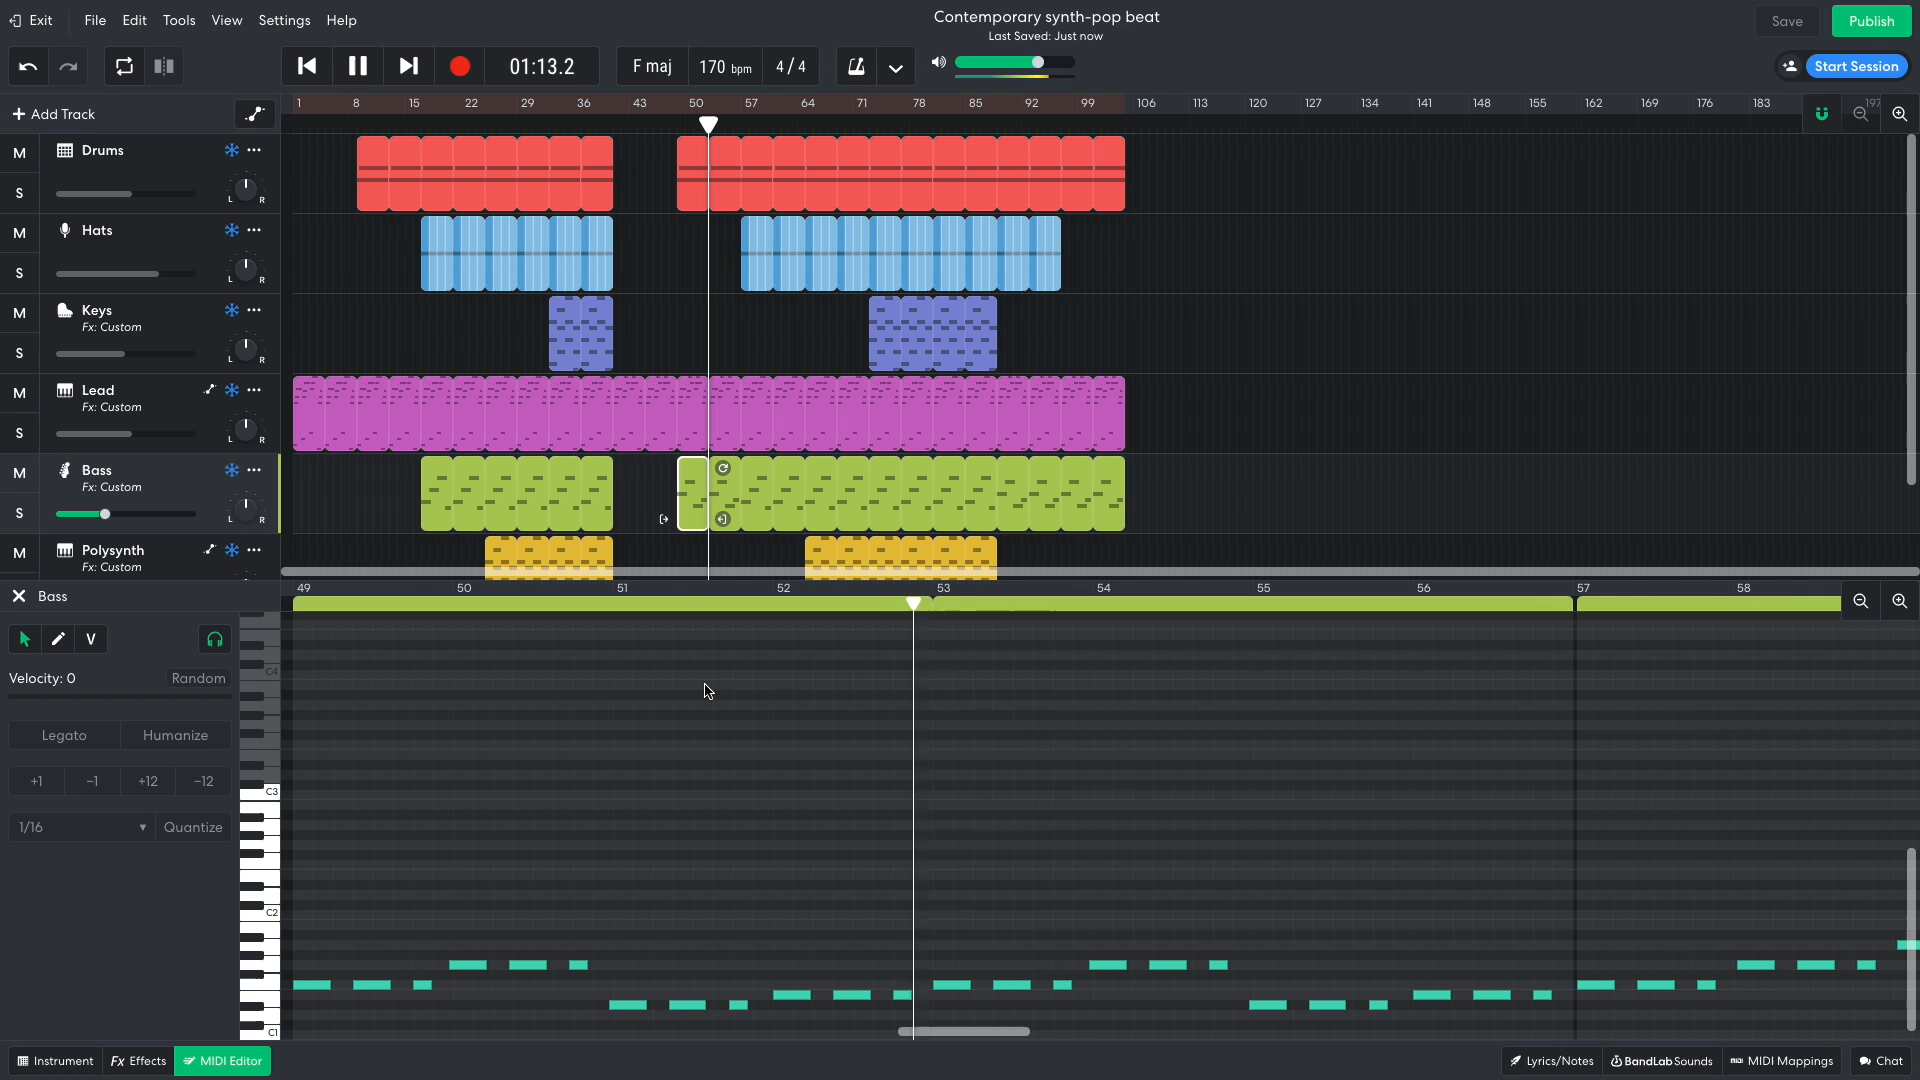 Exit File Edit Tools View Settings Help
Contemporary synth-pop beat
Last Saved: Just now
Save Publish
01:13.2 F maj 170 bpm 4 / 4
Start Session
Add Track
1 8 15 22 29 36 43 50 57 64 71 78 85 92 99 106 113 120 127 134 141 148 155 162 169 176 183 197
M Drums
S L R
M Hats
S L R
M Keys
Fx: Custom
S L R
M Lead
Fx: Custom
S L R
M Bass
Fx: Custom
S L R
M Polysynth
Fx: Custom
Bass
49 50 51 52 53 54 55 56 57 58
V
Velocity: 0 Random
Legato Humanize
+1 −1 +12 −12
1/16 Quantize
C4
C3
C2
C1
Instrument Fx Effects MIDI Editor
Lyrics/Notes BandLab Sounds MIDI Mappings Chat